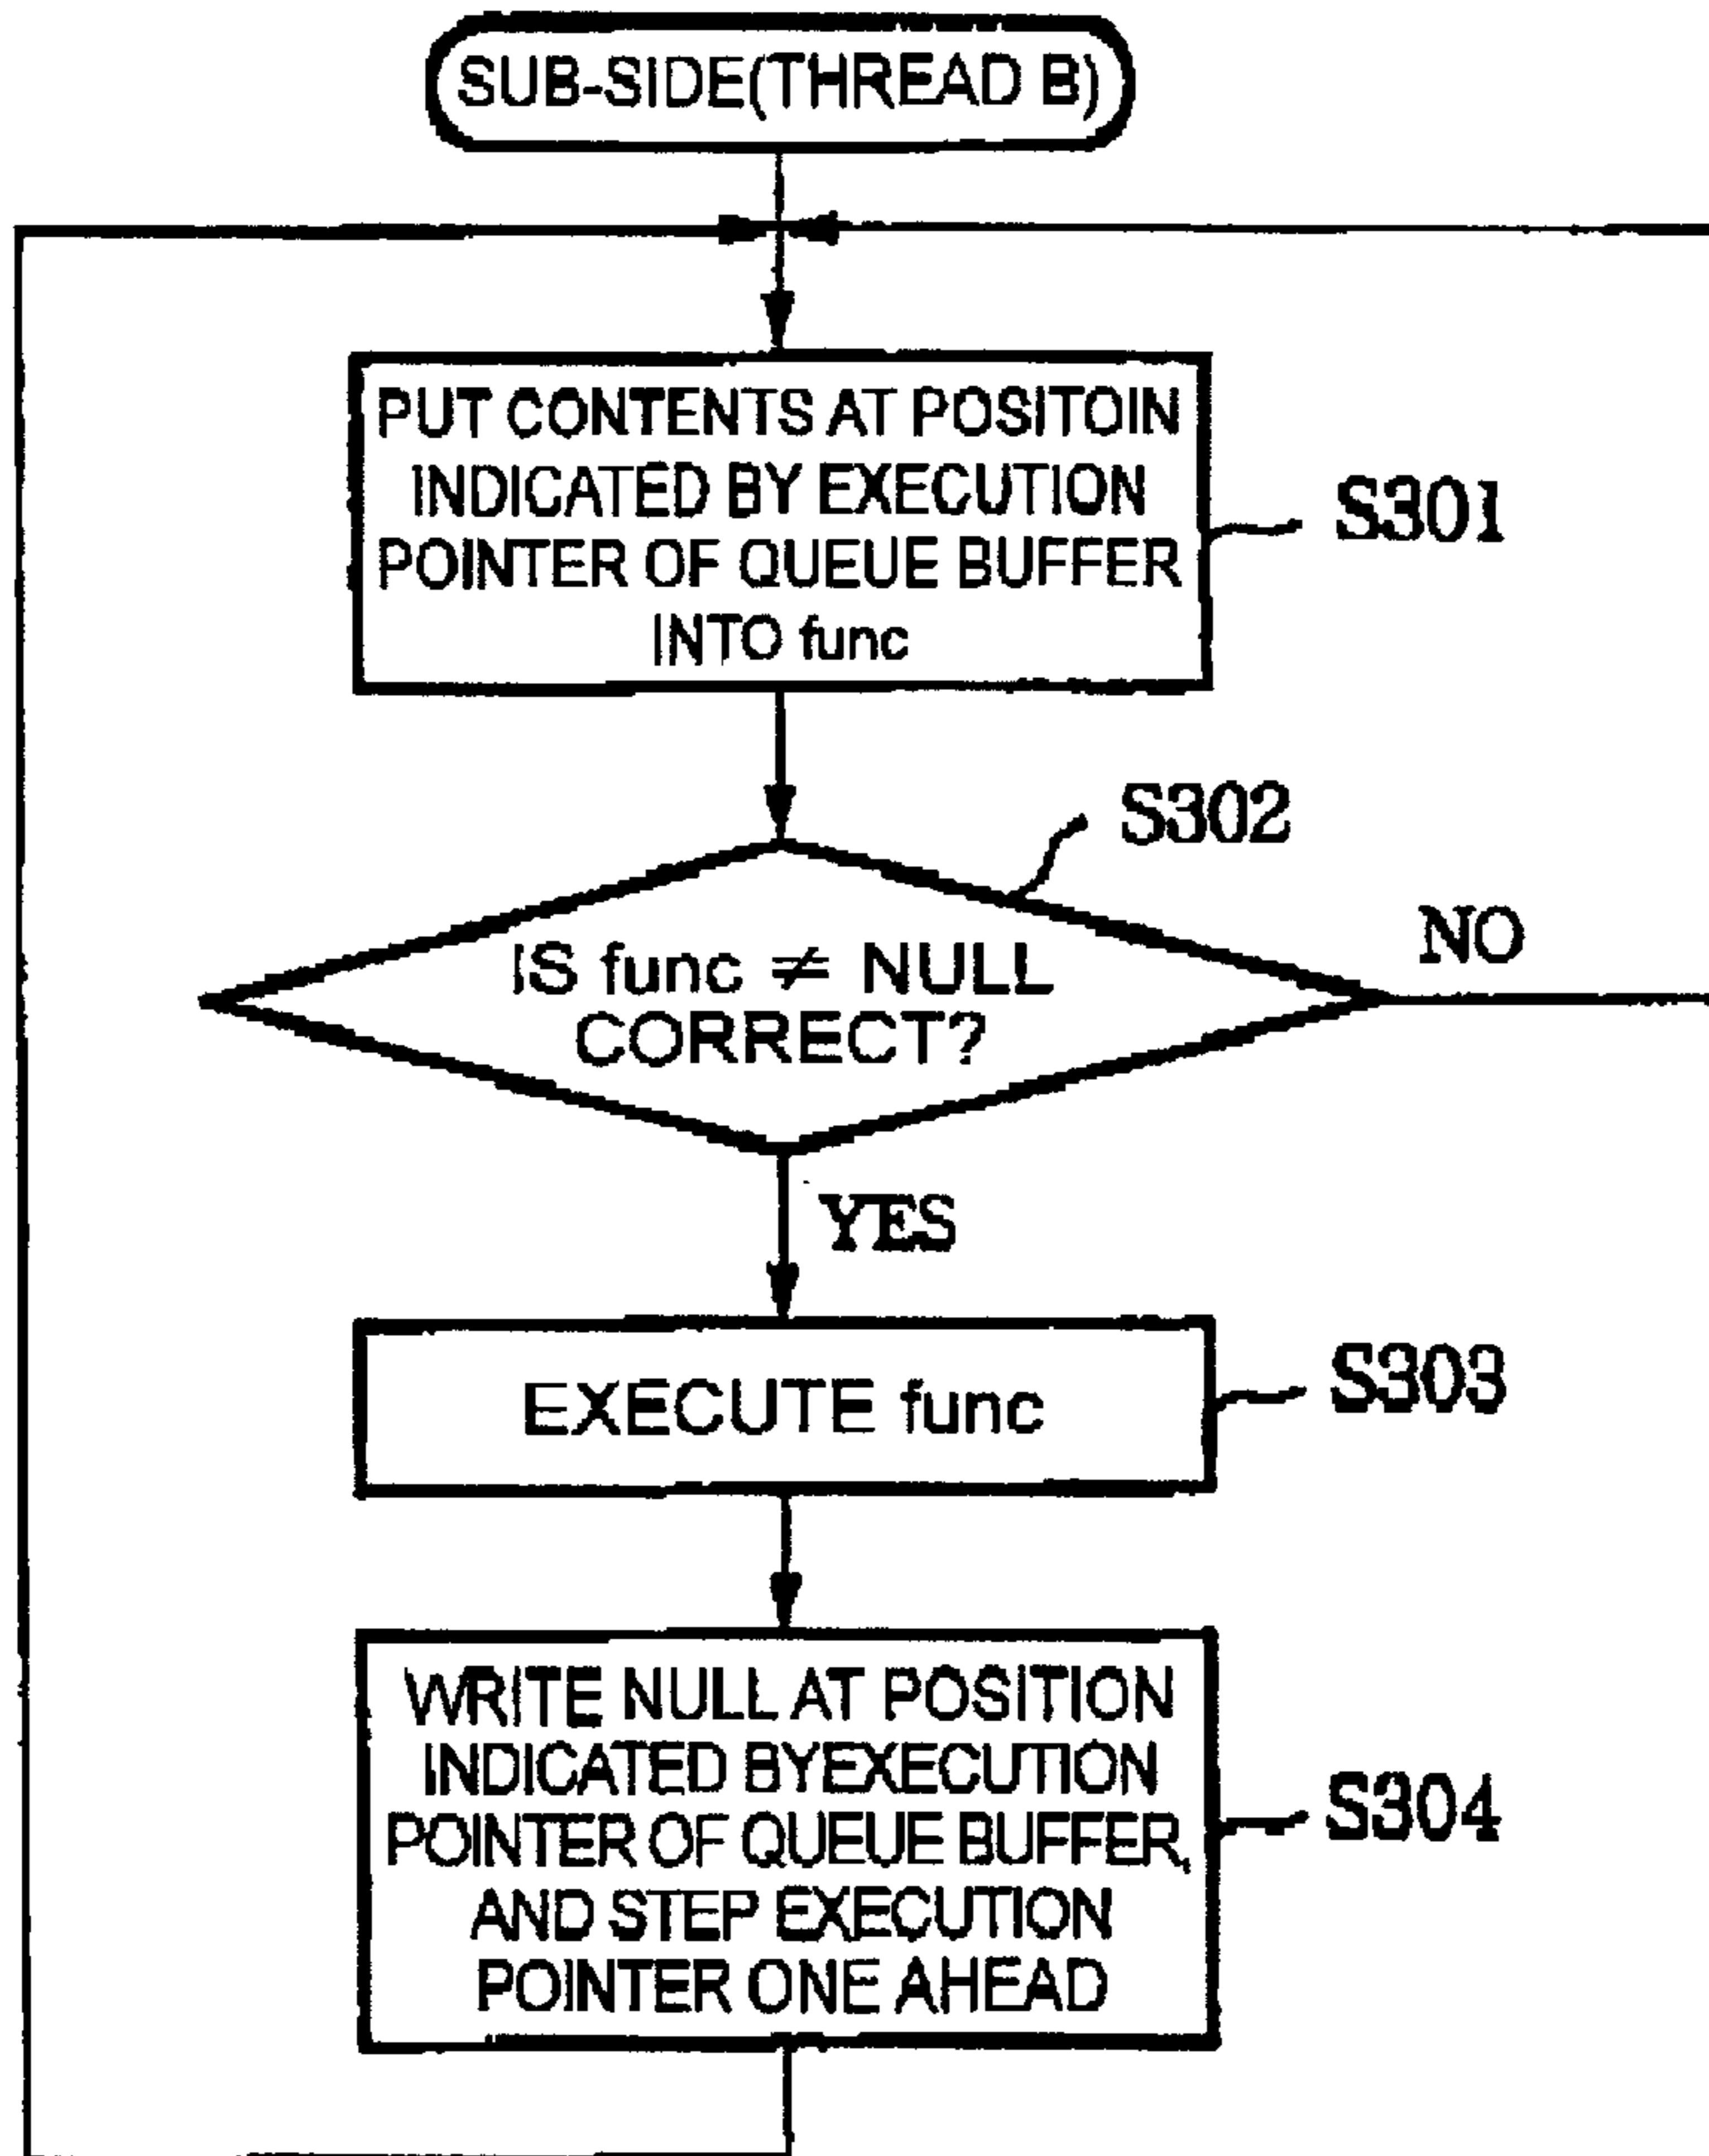 SUB-SIDE(THREAD B)
PUT CONTENTS AT POSITOIN
INDICATED BY EXECUTION
POINTER OF QUEUE BUFFER
INTO func
S301
S302
IS func ≠ NULL
CORRECT?
NO
YES
EXECUTE func
S303
WRITE NULL AT POSITION
INDICATED BYEXECUTION
POINTER OF QUEUE BUFFER,
AND STEP EXECUTION
POINTER ONE AHEAD
S304